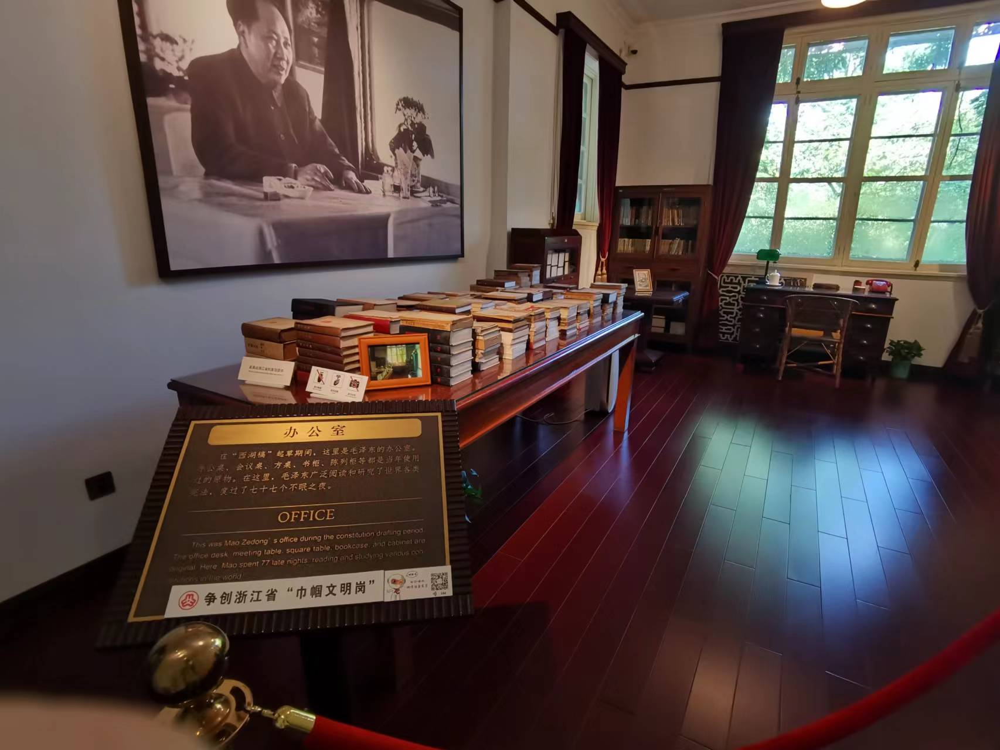 办公室
在“西湖稿”起草期间，这里是毛泽东的办公室。
办公桌、会议桌、方桌、书柜、陈列柜等都是当年使用
过的原物。在这里，毛泽东广泛阅读和研究了世界各类
宪法，度过了七十七个不眠之夜。
OFFICE
This was Mao Zedong’s office during the constitution drafting period.
The office desk, meeting table, square table, bookcase, and cabinet are
original. Here, Mao spent 77 late nights, reading and studying various con-
stitutions in the world.
争创浙江省“巾帼文明岗”